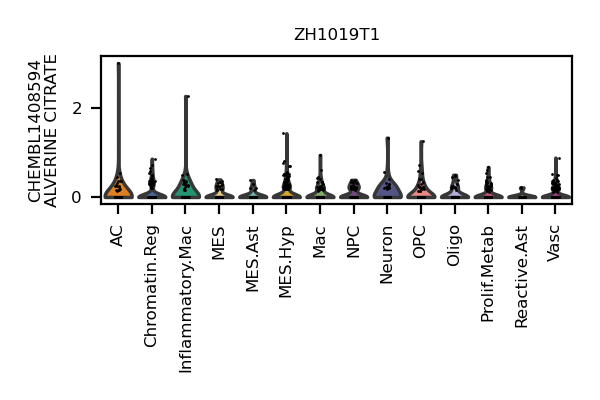 ZH1019T1
CHEMBL1408594
ALVERINE CITRATE
2
0
AC
Chromatin.Reg
Inflammatory.Mac
MES
MES.Ast
MES.Hyp
Mac
NPC
Neuron
OPC
Oligo
Prolif.Metab
Reactive.Ast
Vasc